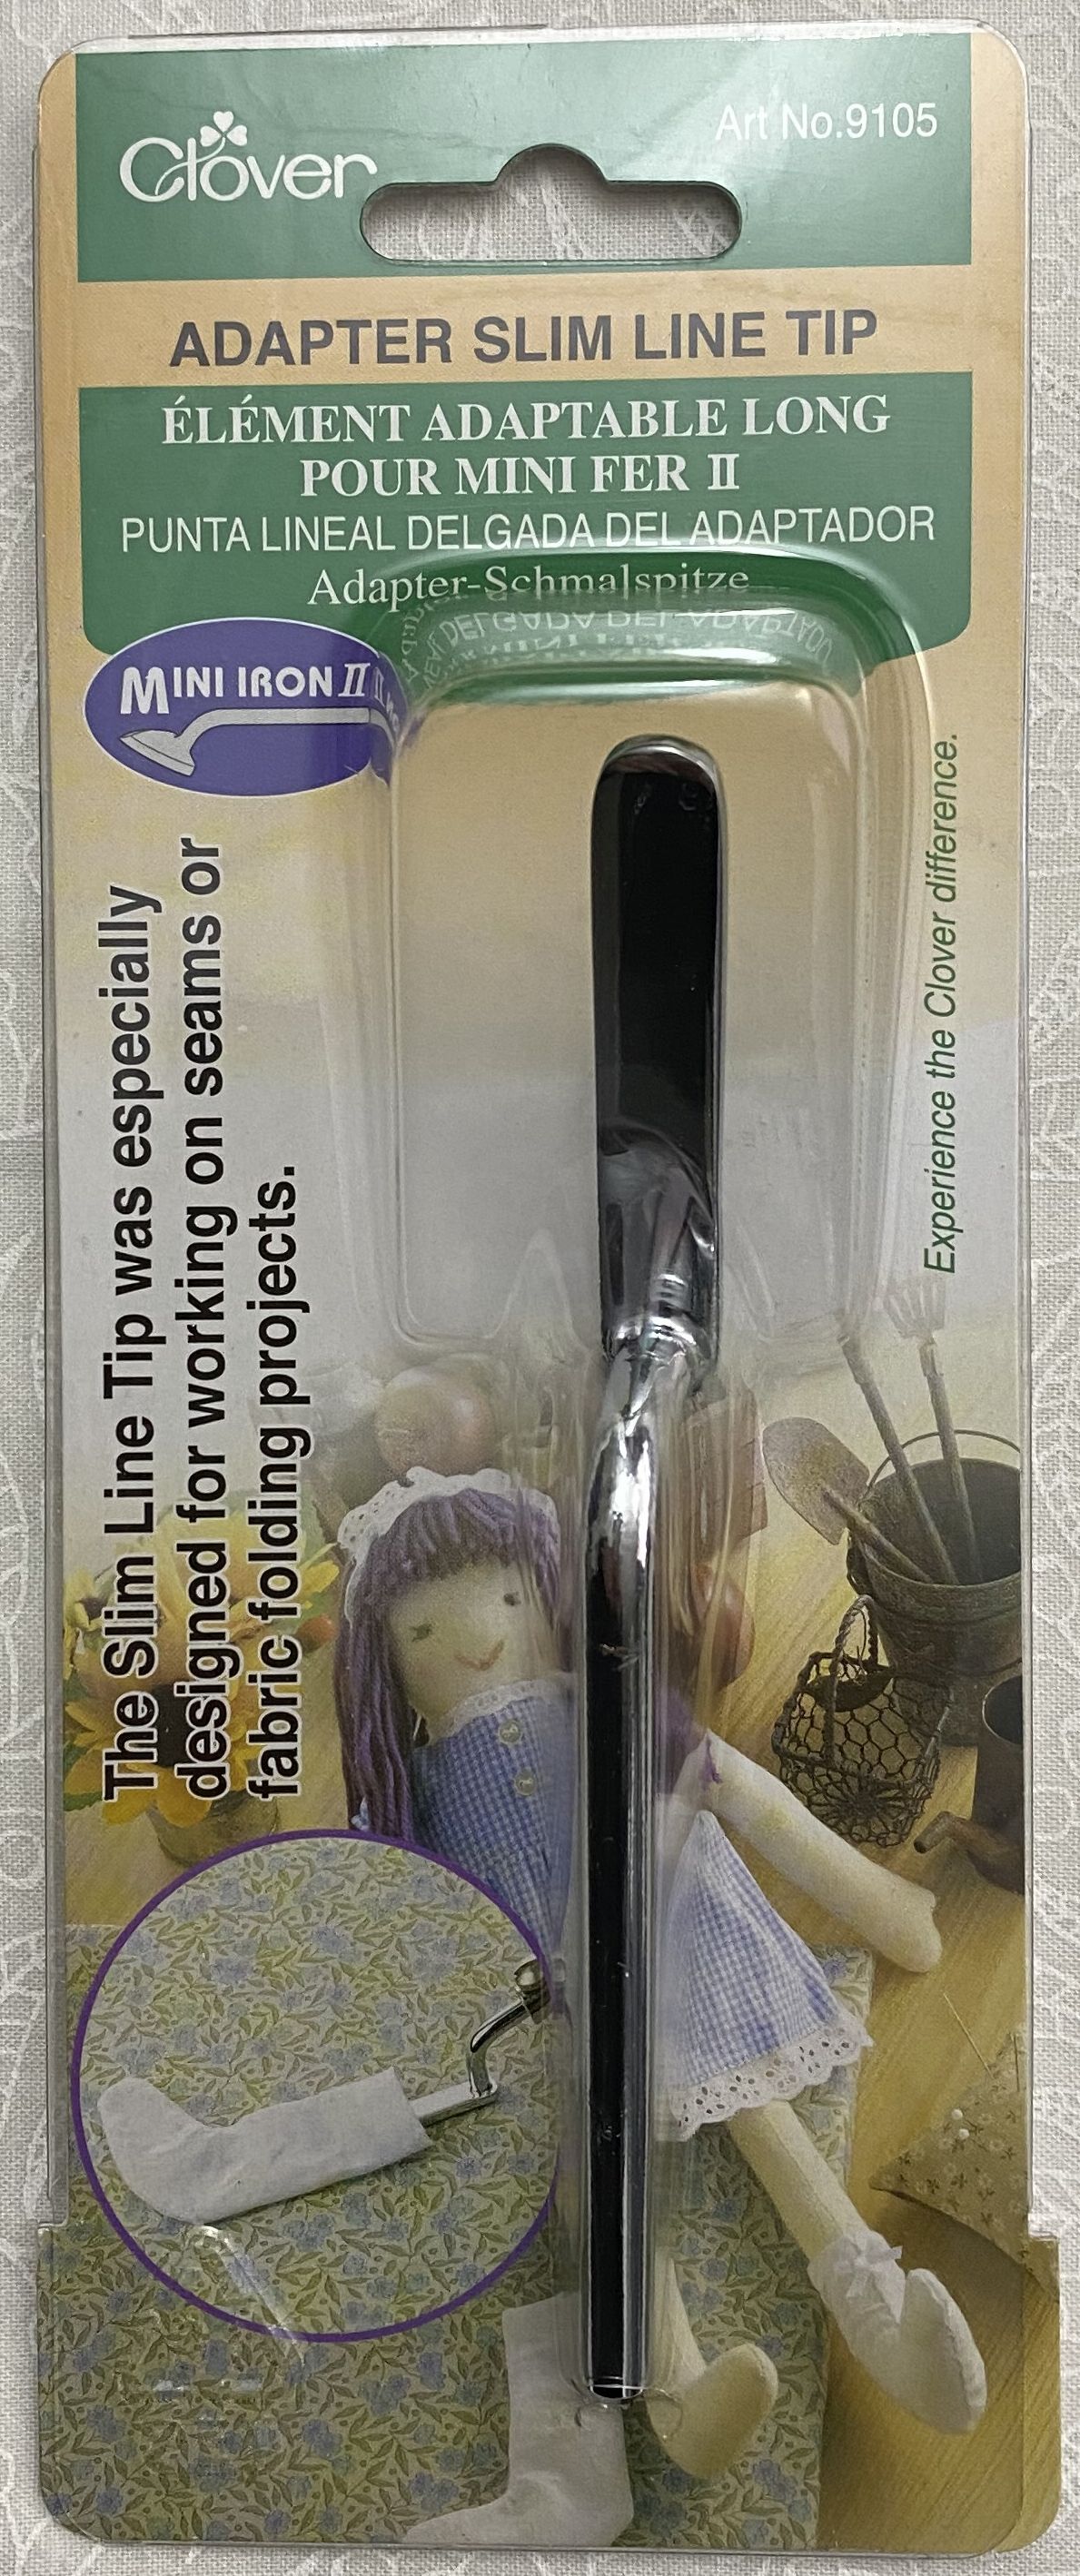 Clover
Art No.9105
ADAPTER SLIM LINE TIP
ÉLÉMENT ADAPTABLE LONG
POUR MINI FER II
PUNTA LINEAL DELGADA DEL ADAPTADOR
Adapter-Schmalspitze
MINI IRON II
The Slim Line Tip was especially
designed for working on seams or
fabric folding projects.
Experience the Clover difference.